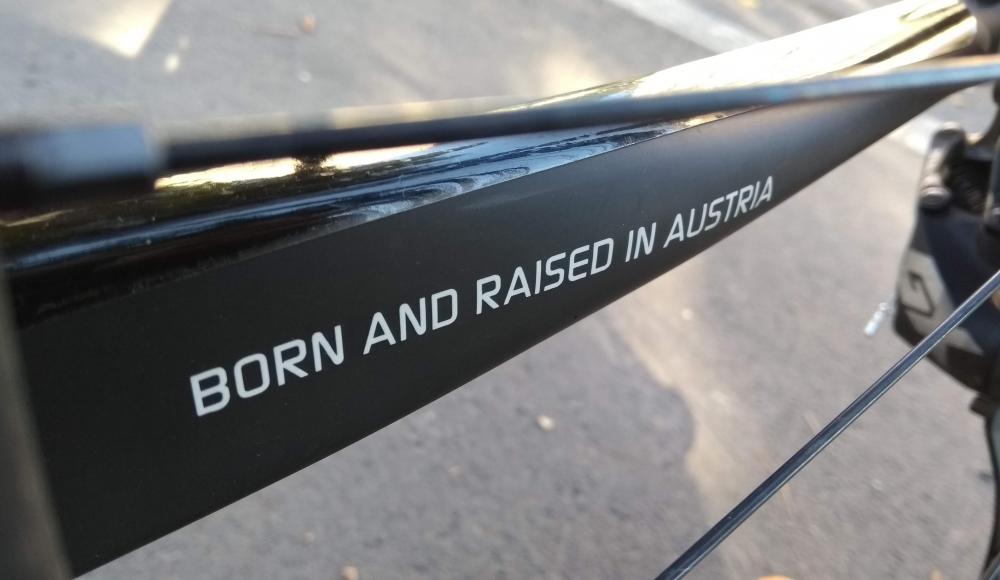 BORN AND RAISED IN AUSTRIA